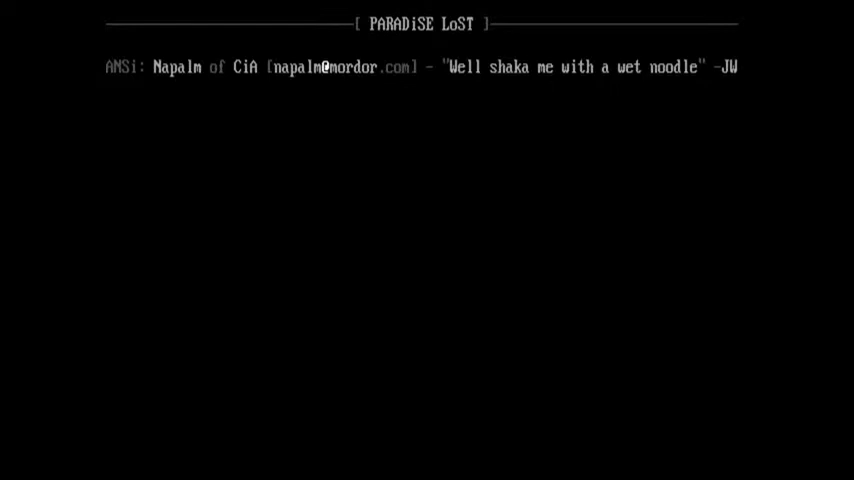 [ PARADiSE LoST ]
ANSi: Napalm of CiA [napalm@mordor.com] - "Well shaka me with a wet noodle" -JW